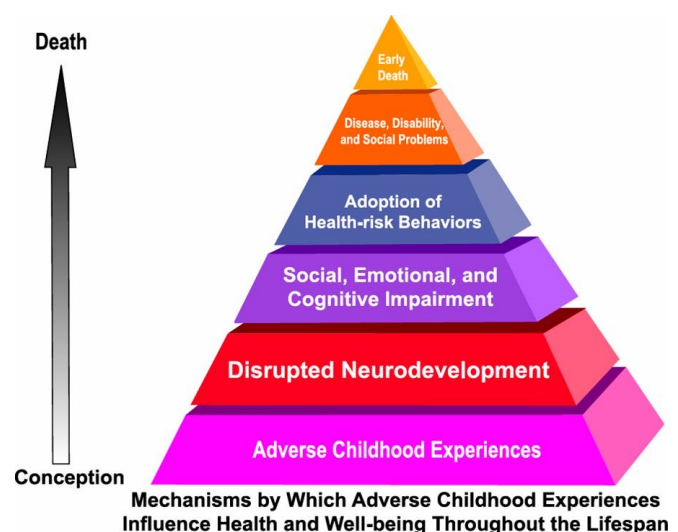 Death
Early
Death
Disease, Disability,
and Social Problems
Adoption of
Health-risk Behaviors
Social, Emotional, and
Cognitive Impairment
Disrupted Neurodevelopment
Adverse Childhood Experiences
Conception
Mechanisms by Which Adverse Childhood Experiences
Influence Health and Well-being Throughout the Lifespan